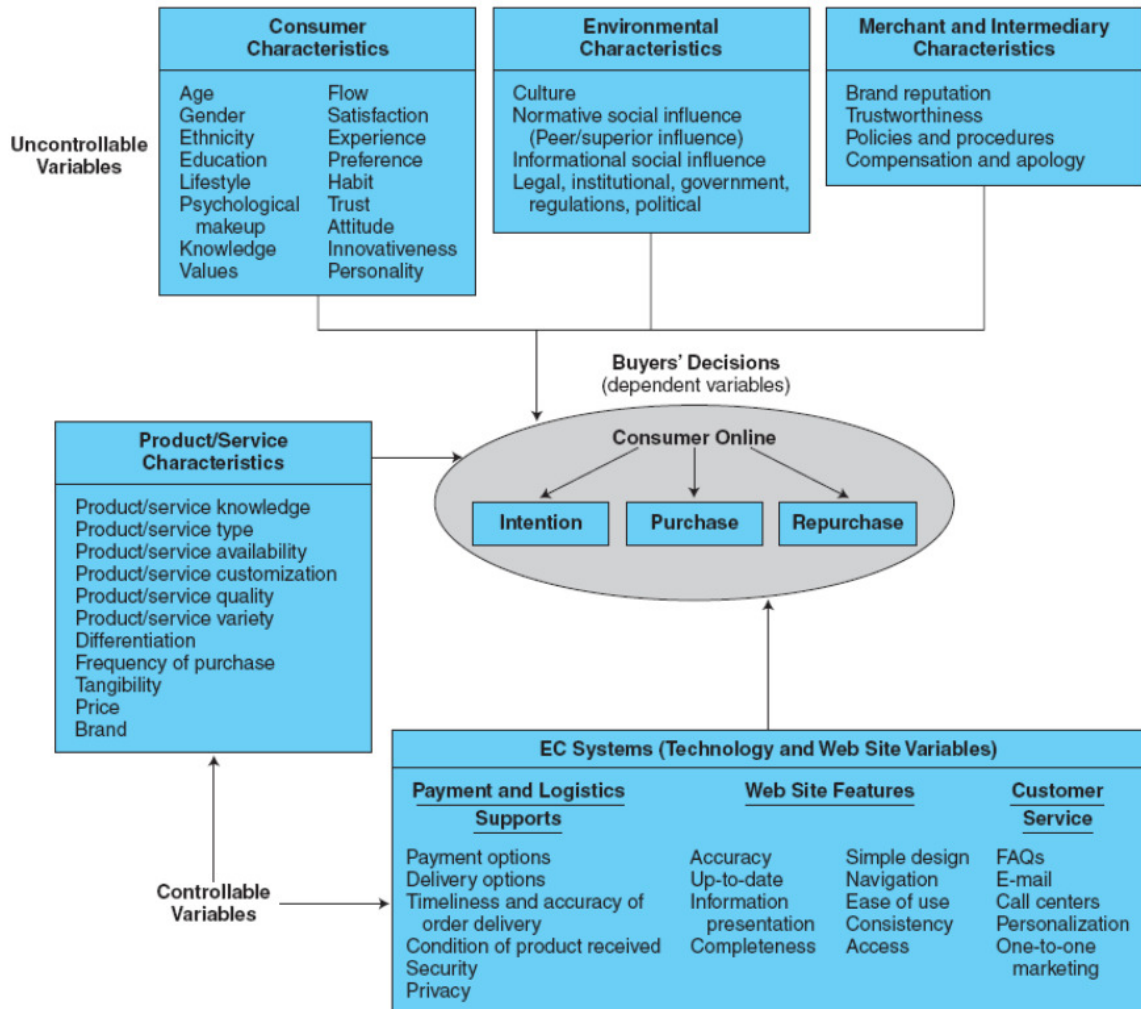 Consumer
Characteristics
Age
Gender
Ethnicity
Education
Lifestyle
Psychological
makeup
Knowledge
Values
Flow
Satisfaction
Experience
Preference
Habit
Trust
Attitude
Innovativeness
Personality
Environmental
Characteristics
Culture
Normative social influence
(Peer/superior influence)
Informational social influence
Legal, institutional, government,
regulations, political
Merchant and Intermediary
Characteristics
Brand reputation
Trustworthiness
Policies and procedures
Compensation and apology
Uncontrollable
Variables
Buyers' Decisions
(dependent variables)
Consumer Online
Intention
Purchase
Repurchase
Product/Service
Characteristics
Product/service knowledge
Product/service type
Product/service availability
Product/service customization
Product/service quality
Product/service variety
Differentiation
Frequency of purchase
Tangibility
Price
Brand
Controllable
Variables
EC Systems (Technology and Web Site Variables)
Payment and Logistics
Supports
Payment options
Delivery options
Timeliness and accuracy of
order delivery
Condition of product received
Security
Privacy
Web Site Features
Accuracy
Up-to-date
Information
presentation
Completeness
Simple design
Navigation
Ease of use
Consistency
Access
Customer
Service
FAQs
E-mail
Call centers
Personalization
One-to-one
marketing